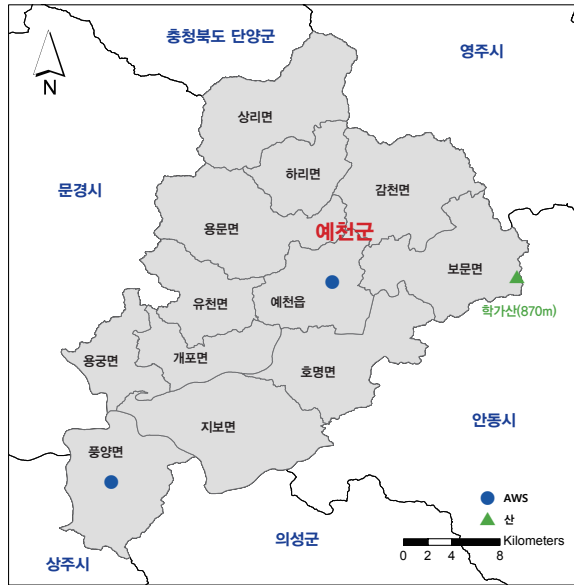 충청북도 단양군
영주시
N
상리면
하리면
감천면
문경시
용문면
예천군
보문면
학가산(870m)
유천면
예천읍
용궁면
개포면
호명면
지보면
안동시
풍양면
AWS
산
의성군
Kilometers
0 2 4 8
상주시